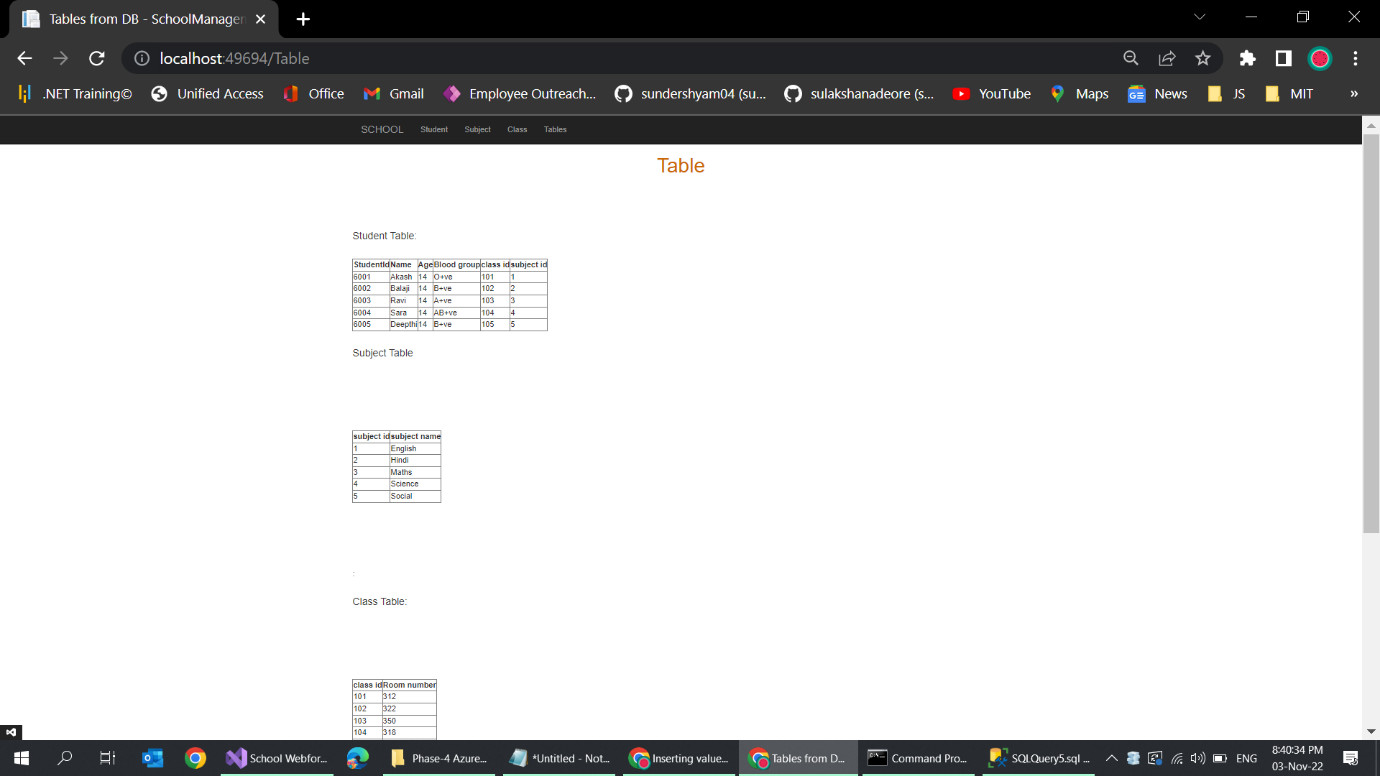 Tables from DB - SchoolManagem
localhost:49694/Table
.NET Training© Unified Access Office Gmail Employee Outreach... sundershyam04 (su... sulakshanadeore (s... YouTube Maps News JS MIT »
SCHOOL Student Subject Class Tables
Table
Student Table:
StudentId Name Age Blood group class id subject id
6001 Akash 14 O+ve 101 1
6002 Balaji 14 B+ve 102 2
6003 Ravi 14 A+ve 103 3
6004 Sara 14 AB+ve 104 4
6005 Deepthi 14 B+ve 105 5
Subject Table
subject id subject name
1 English
2 Hindi
3 Maths
4 Science
5 Social
:
Class Table:
class id Room number
101 312
102 322
103 350
104 318
School Webfor... Phase-4 Azure... *Untitled - Not... Inserting value... Tables from D... Command Pro... SQLQuery5.sql ... ENG 8:40:34 PM
03-Nov-22